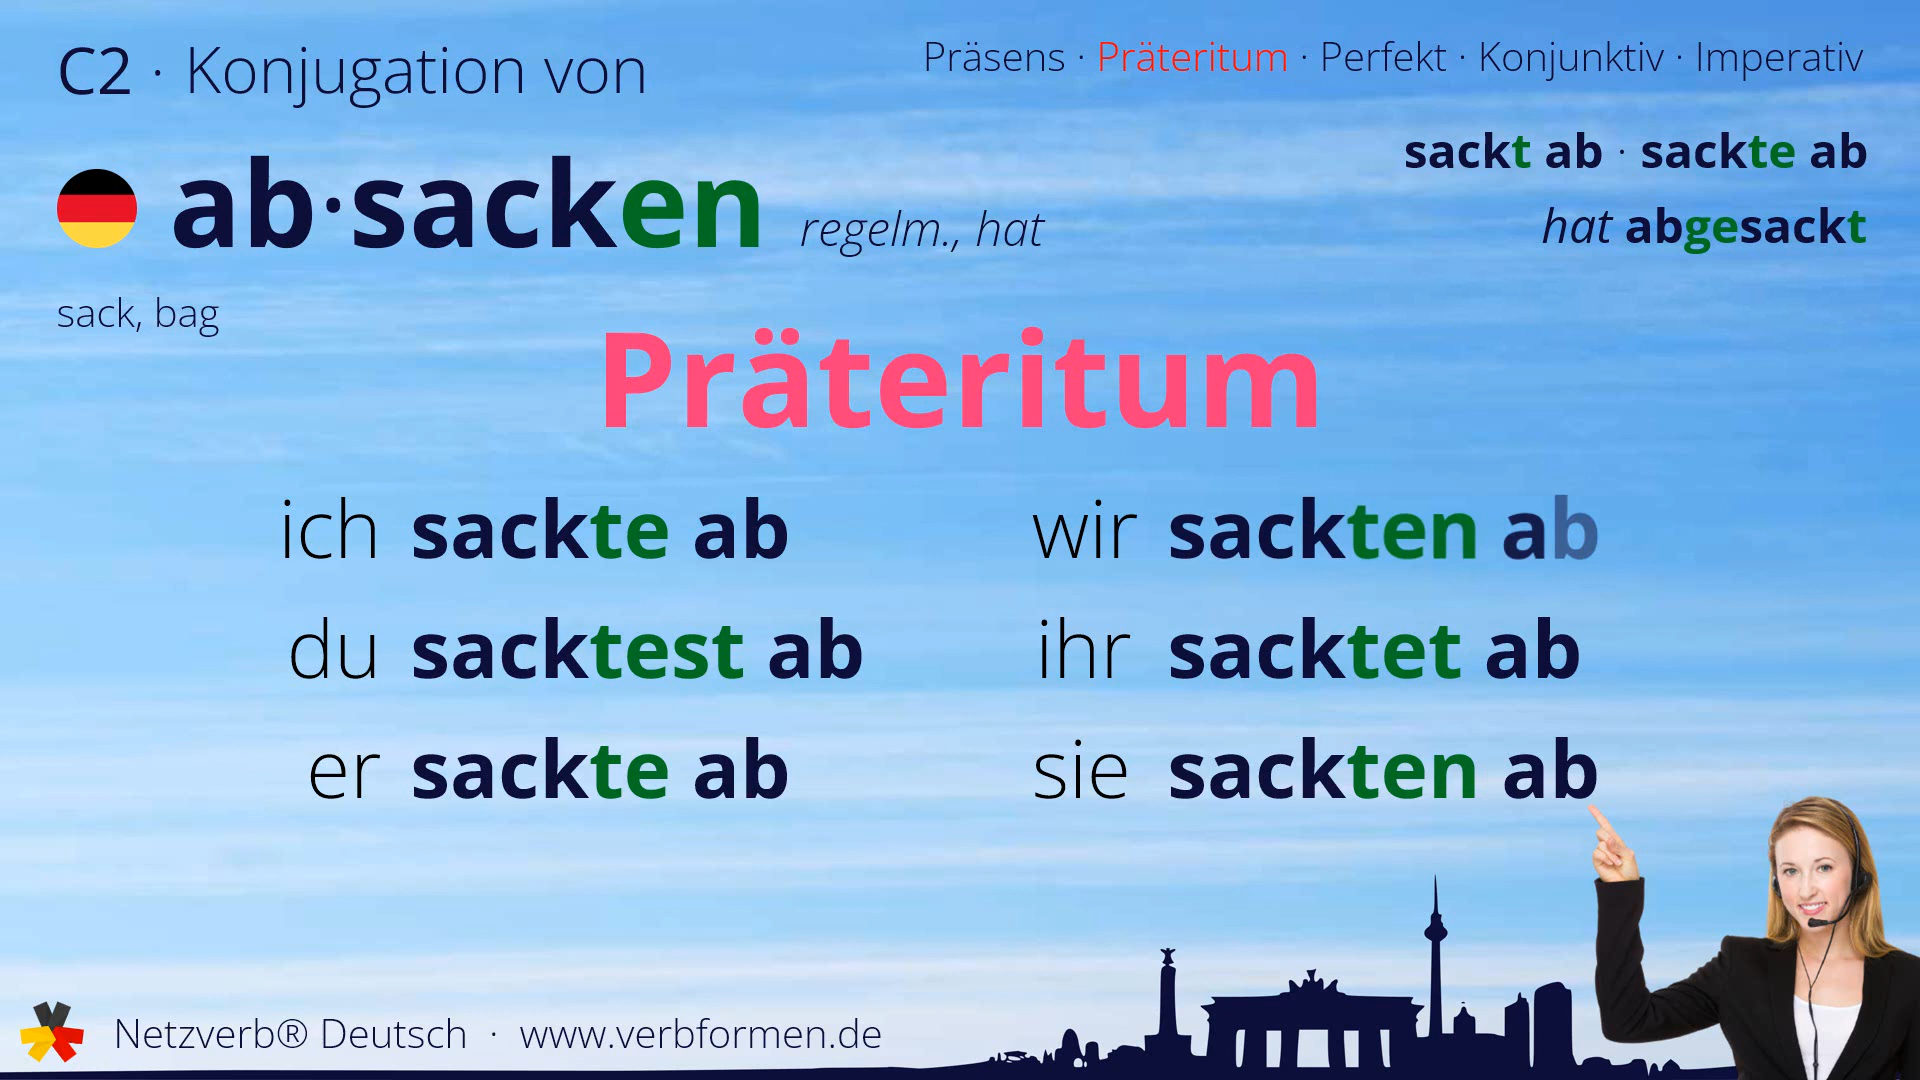 C2 · Konjugation von
Präsens · Präteritum · Perfekt · Konjunktiv · Imperativ
ab·sacken regelm., hat
sackt ab · sackte ab
hat abgesackt
sack, bag
Präteritum
ich sackte ab
du sacktest ab
er sackte ab
wir sackten ab
ihr sacktet ab
sie sackten ab
Netzverb® Deutsch · www.verbformen.de